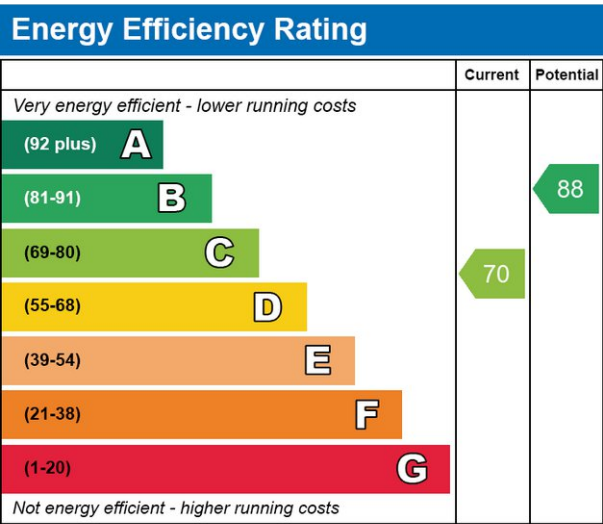 Energy Efficiency Rating
Current Potential
Very energy efficient - lower running costs
(92 plus) A
(81-91) B
88
(69-80) C
70
(55-68) D
(39-54) E
(21-38) F
(1-20) G
Not energy efficient - higher running costs